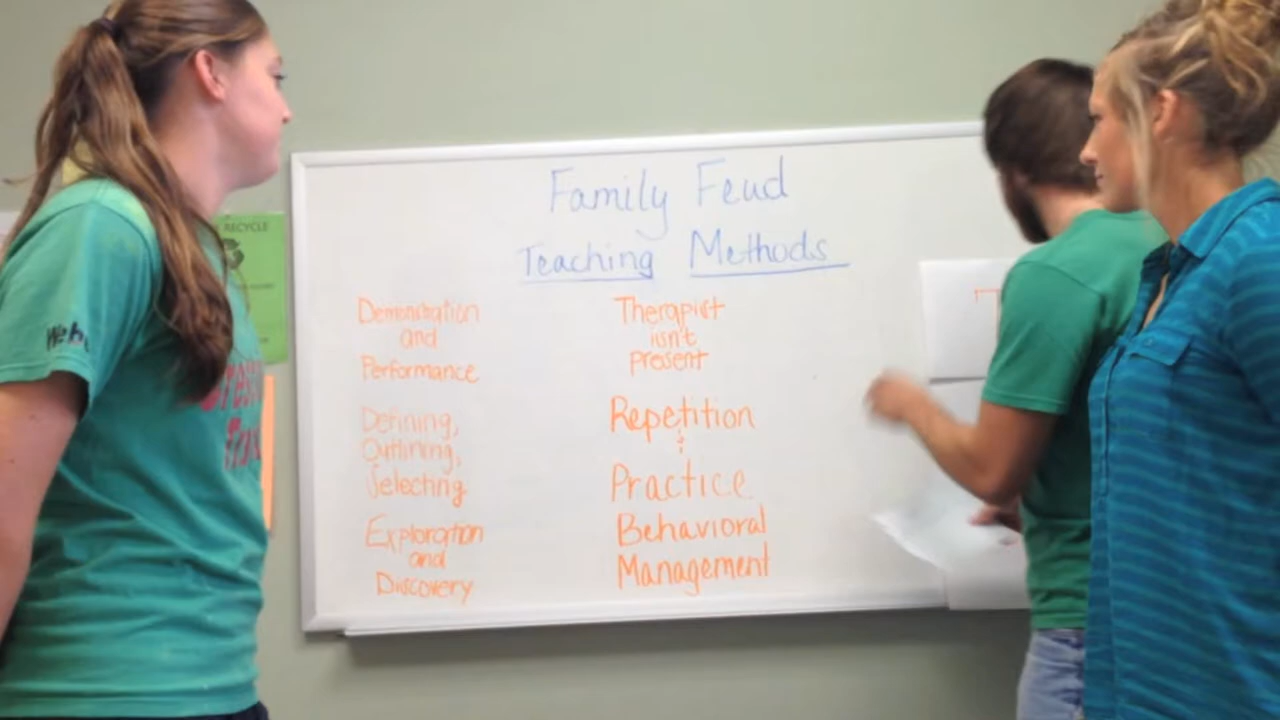 Family Feud
Teaching Methods
Demonstration
and
Performance
Defining,
Outlining,
Selecting
Exploration
and
Discovery
Therapist
isn't
present
Repetition
&
Practice
Behavioral
Management
RECYCLE